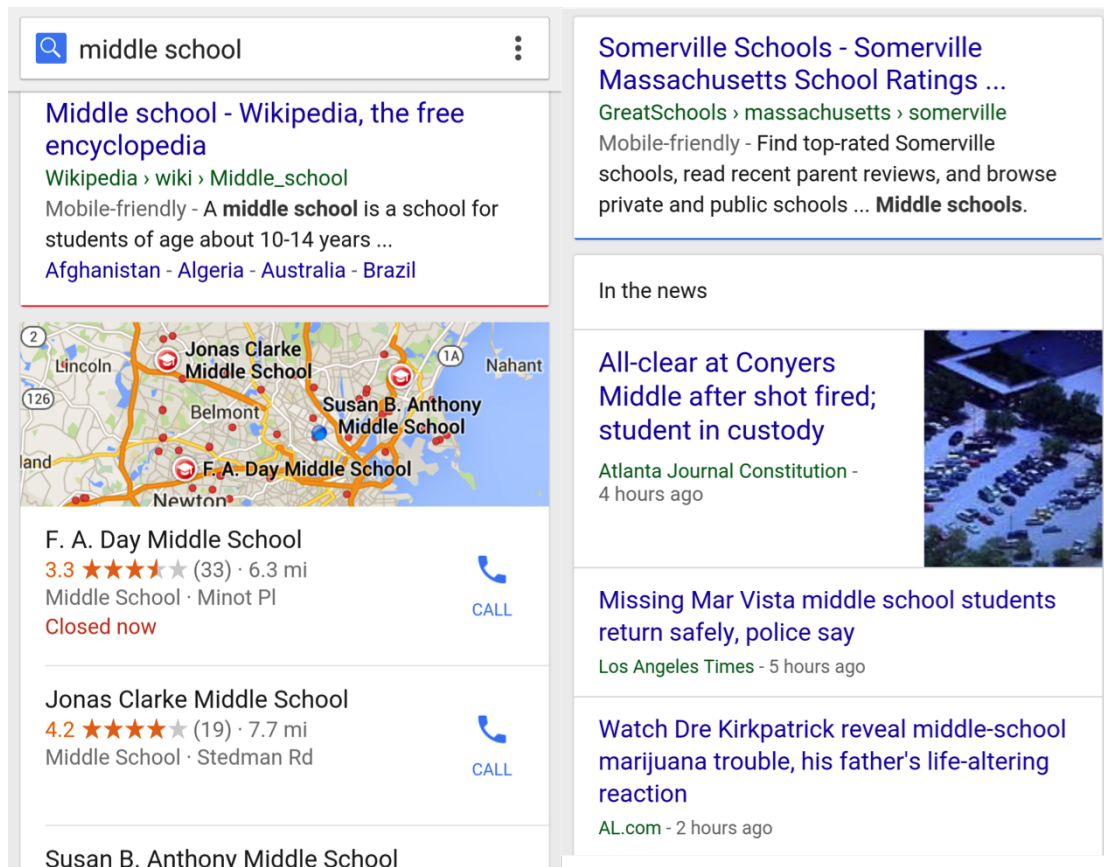 middle school
Middle school - Wikipedia, the free
encyclopedia
Wikipedia › wiki › Middle_school
Mobile-friendly - A middle school is a school for
students of age about 10-14 years ...
Afghanistan - Algeria - Australia - Brazil
2
Lincoln
Jonas Clarke
Middle School
1A
Nahant
126
Belmont
Susan B. Anthony
Middle School
land
F. A. Day Middle School
Newton
F. A. Day Middle School
3.3 ★★★★★ (33) · 6.3 mi
Middle School · Minot Pl
Closed now
CALL
Jonas Clarke Middle School
4.2 ★★★★★ (19) · 7.7 mi
Middle School · Stedman Rd
CALL
Susan B. Anthony Middle School
Somerville Schools - Somerville
Massachusetts School Ratings ...
GreatSchools › massachusetts › somerville
Mobile-friendly - Find top-rated Somerville
schools, read recent parent reviews, and browse
private and public schools ... Middle schools.
In the news
All-clear at Conyers
Middle after shot fired;
student in custody
Atlanta Journal Constitution -
4 hours ago
Missing Mar Vista middle school students
return safely, police say
Los Angeles Times - 5 hours ago
Watch Dre Kirkpatrick reveal middle-school
marijuana trouble, his father's life-altering
reaction
AL.com - 2 hours ago